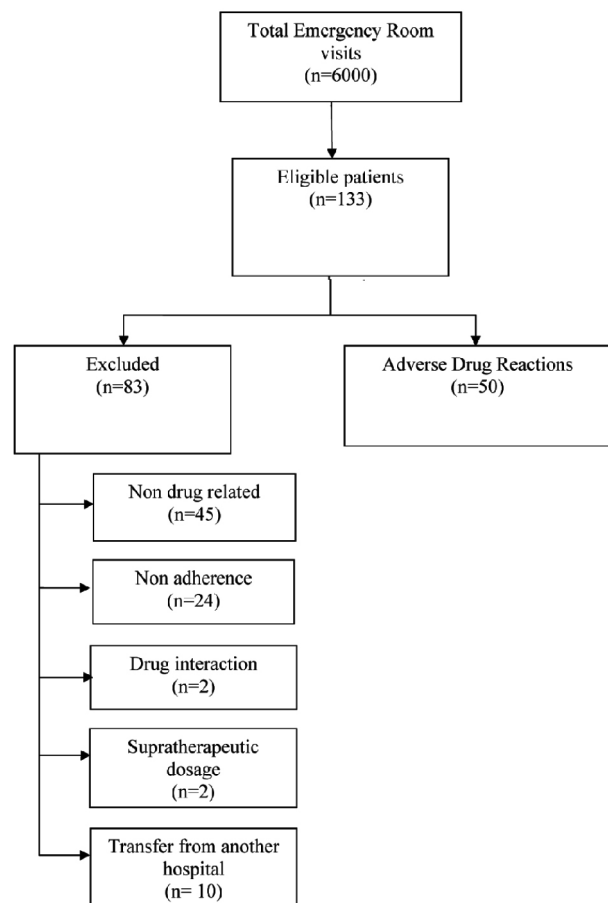 Total Emergency Room
visits
(n=6000)
Eligible patients
(n=133)
Excluded
(n=83)
Adverse Drug Reactions
(n=50)
Non drug related
(n=45)
Non adherence
(n=24)
Drug interaction
(n=2)
Supratherapeutic
dosage
(n=2)
Transfer from another
hospital
(n= 10)